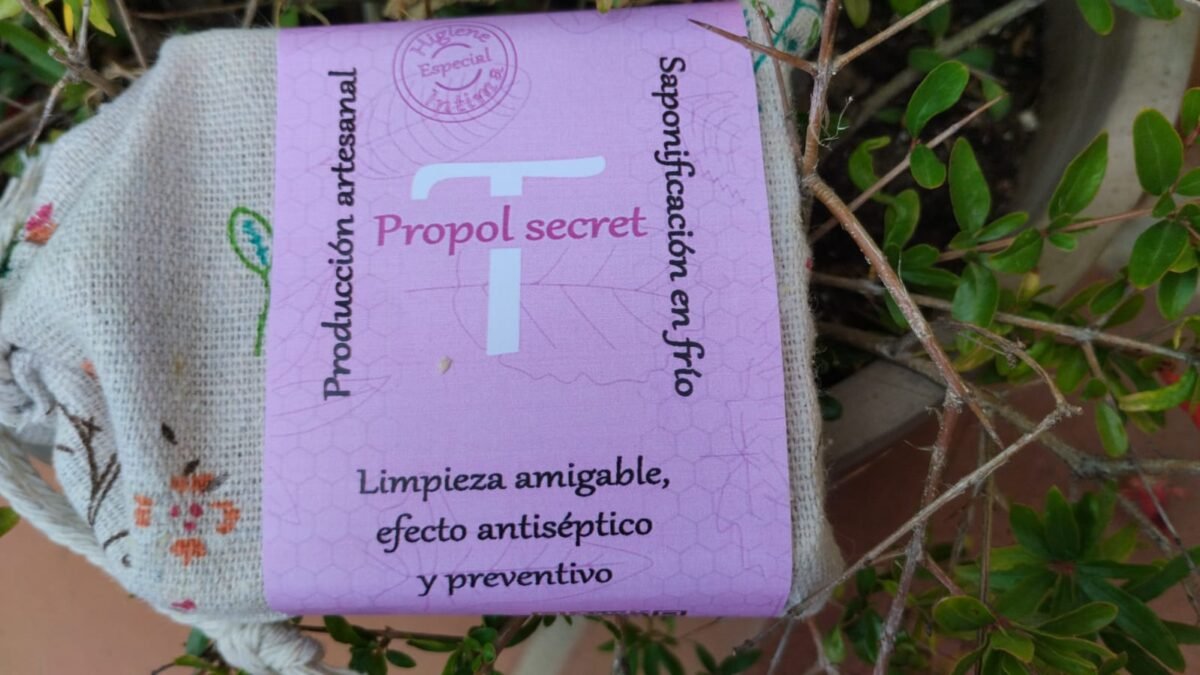 Higiene
Especial
Íntima
Producción artesanal
Saponificación en frío
Propol secret
Limpieza amigable,
efecto antiséptico
y preventivo